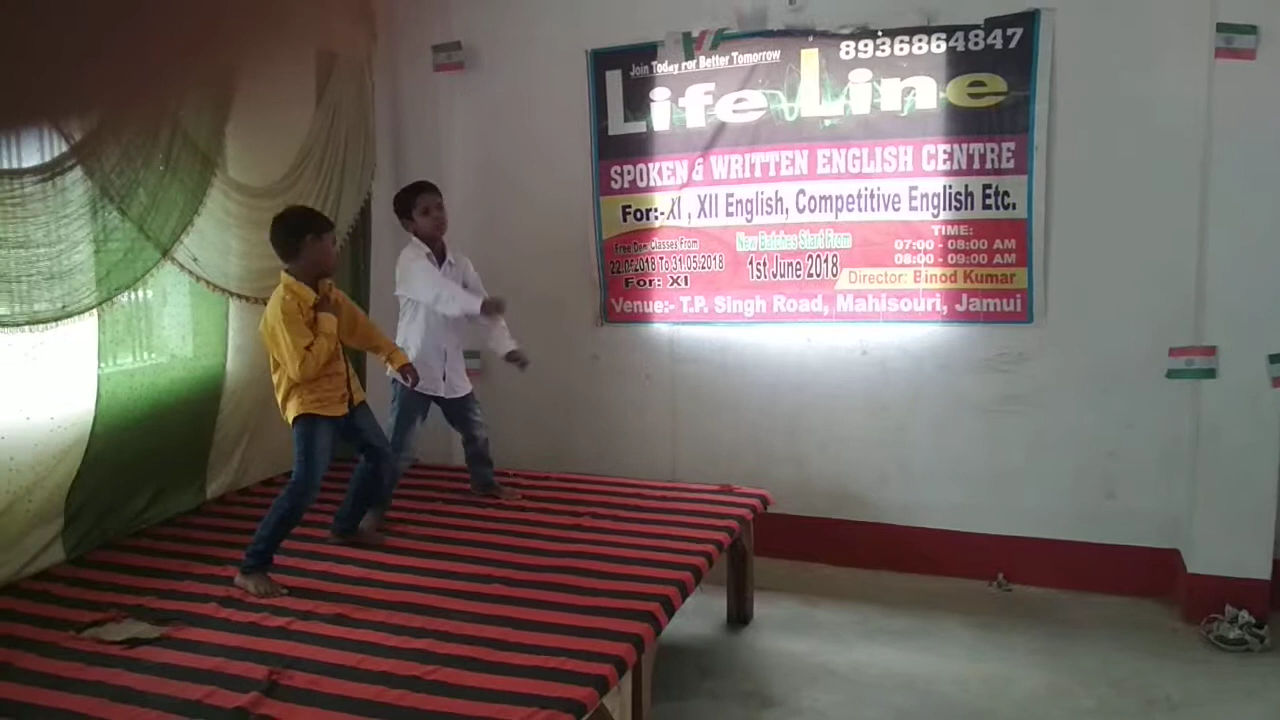 8936864847
Join Today For Better Tomorrow
Life Line
SPOKEN & WRITTEN ENGLISH CENTRE
For:- XI , XII English, Competitive English Etc.
Free Demo Classes From
22.05.2018 To 31.05.2018
For: XI
New Batches Start From
1st June 2018
TIME:
07:00 - 08:00 AM
08:00 - 09:00 AM
Director: Binod Kumar
Venue:- T.P. Singh Road, Mahisouri, Jamui